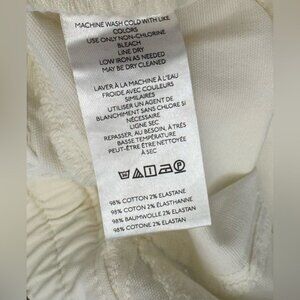 MACHINE WASH COLD WITH LIKE
COLORS
USE ONLY NON-CHLORINE
BLEACH
LINE DRY
LOW IRON AS NEEDED
MAY BE DRY CLEANED
LAVER À LA MACHINE À L'EAU
FROIDE AVEC COULEURS
SIMILAIRES
UTILISER UN AGENT DE
BLANCHIMENT SANS CHLORE SI
NÉCESSAIRE
LIGNE SEC
REPASSER, AU BESOIN, À TRÈS
BASSE TEMPÉRATURE
PEUT-ÊTRE ÊTRE NETTOYÉE
À SEC
98% COTTON 2% ELASTANE
98% COTON 2% ÉLASTHANNE
98% BAUMWOLLE 2% ELASTAN
98% COTONE 2% ELASTAN